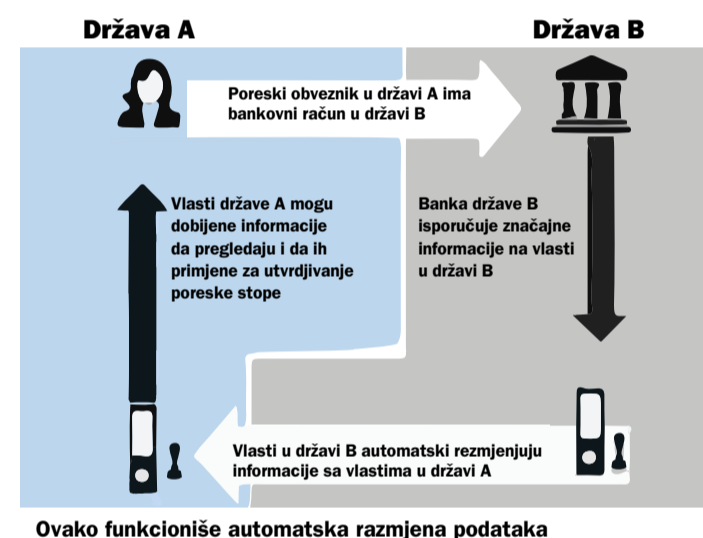 Država A
Država B
Poreski obveznik u državi A ima
bankovni račun u državi B
Vlasti države A mogu
dobijene informacije
da pregledaju i da ih
primjene za utvrdjivanje
poreske stope
Banka države B
isporučuje značajne
informacije na vlasti
u državi B
Vlasti u državi B automatski rezmjenjuju
informacije sa vlastima u državi A
Ovako funkcioniše automatska razmjena podataka